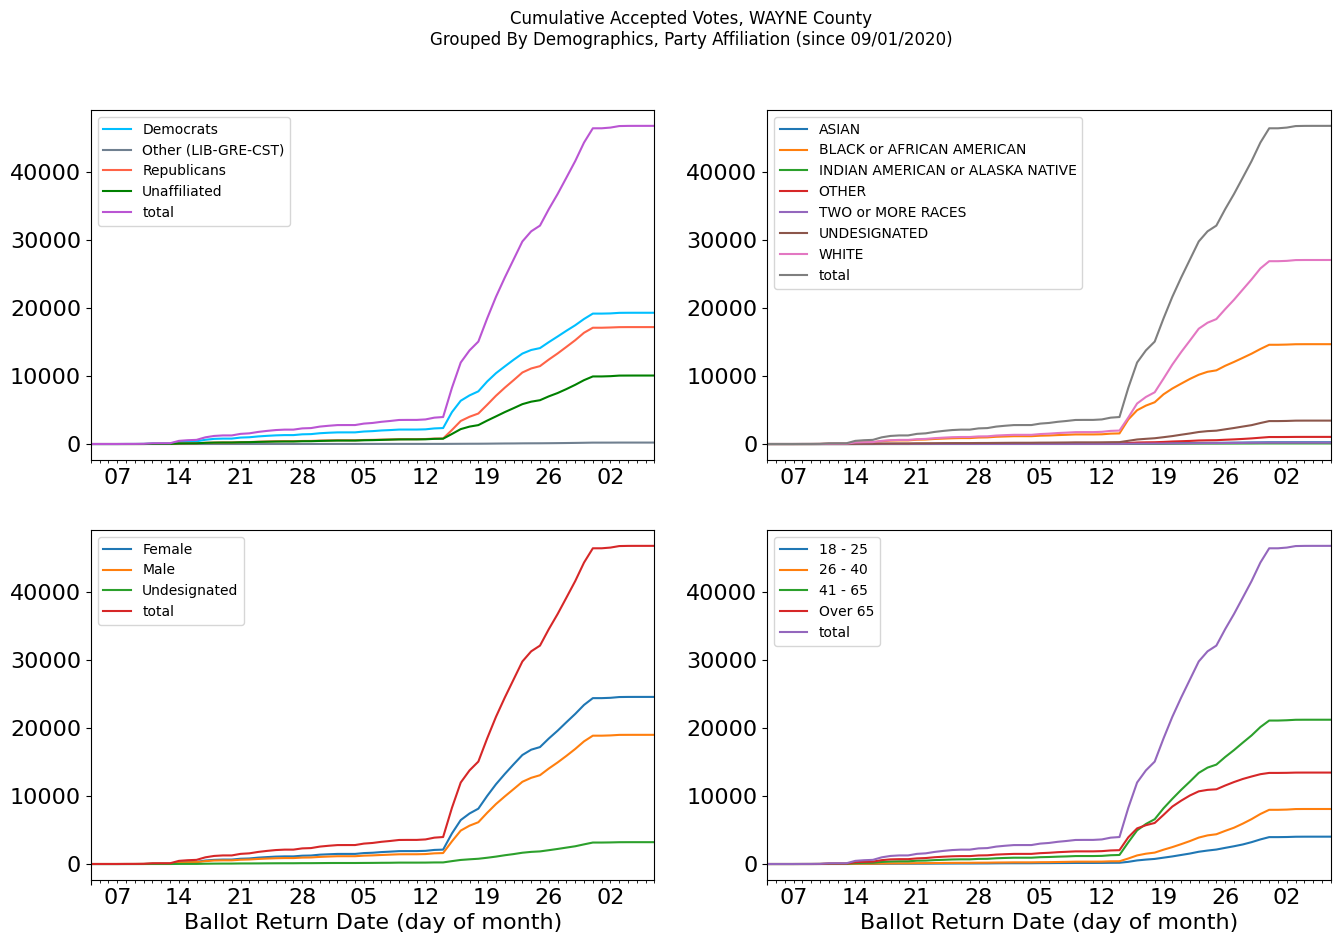 Cumulative Accepted Votes, WAYNE County
Grouped By Demographics, Party Affiliation (since 09/01/2020)
Democrats
Other (LIB-GRE-CST)
Republicans
Unaffiliated
total
40000
30000
20000
10000
0
07 14 21 28 05 12 19 26 02
ASIAN
BLACK or AFRICAN AMERICAN
INDIAN AMERICAN or ALASKA NATIVE
OTHER
TWO or MORE RACES
UNDESIGNATED
WHITE
total
40000
30000
20000
10000
0
07 14 21 28 05 12 19 26 02
Female
Male
Undesignated
total
40000
30000
20000
10000
0
07 14 21 28 05 12 19 26 02
Ballot Return Date (day of month)
18 - 25
26 - 40
41 - 65
Over 65
total
40000
30000
20000
10000
0
07 14 21 28 05 12 19 26 02
Ballot Return Date (day of month)